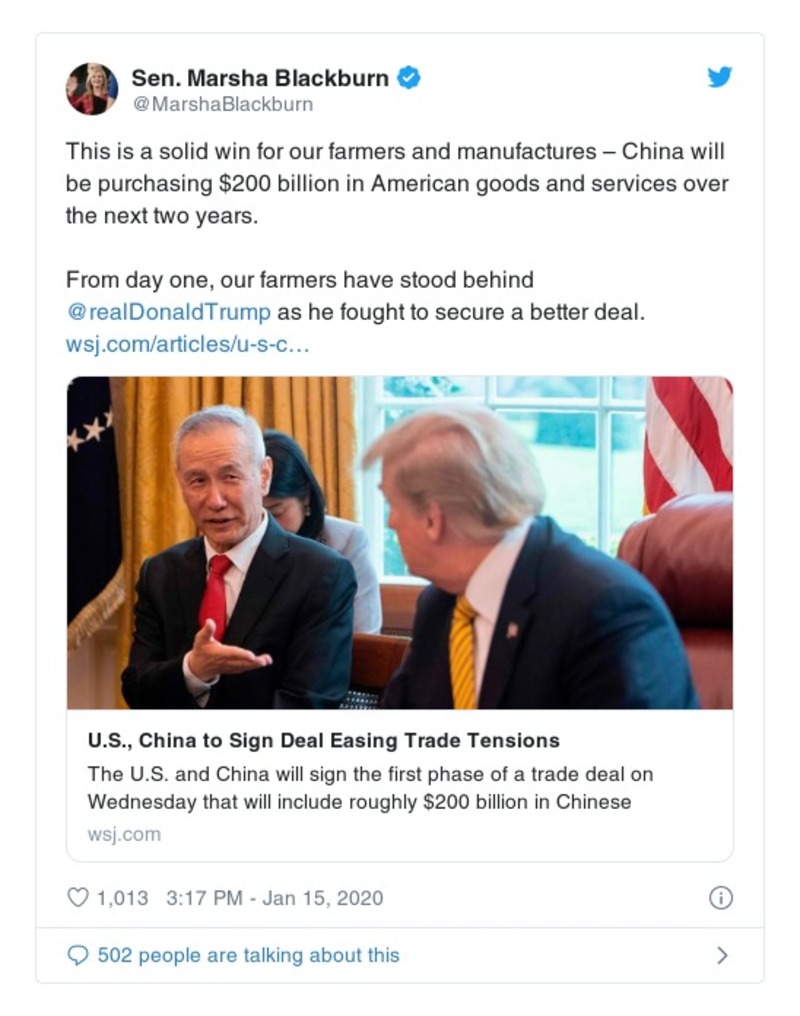 Sen. Marsha Blackburn
@MarshaBlackburn
This is a solid win for our farmers and manufactures – China will
be purchasing $200 billion in American goods and services over
the next two years.
From day one, our farmers have stood behind
@realDonaldTrump as he fought to secure a better deal.
wsj.com/articles/u-s-c…
U.S., China to Sign Deal Easing Trade Tensions
The U.S. and China will sign the first phase of a trade deal on
Wednesday that will include roughly $200 billion in Chinese
wsj.com
1,013 3:17 PM - Jan 15, 2020
502 people are talking about this